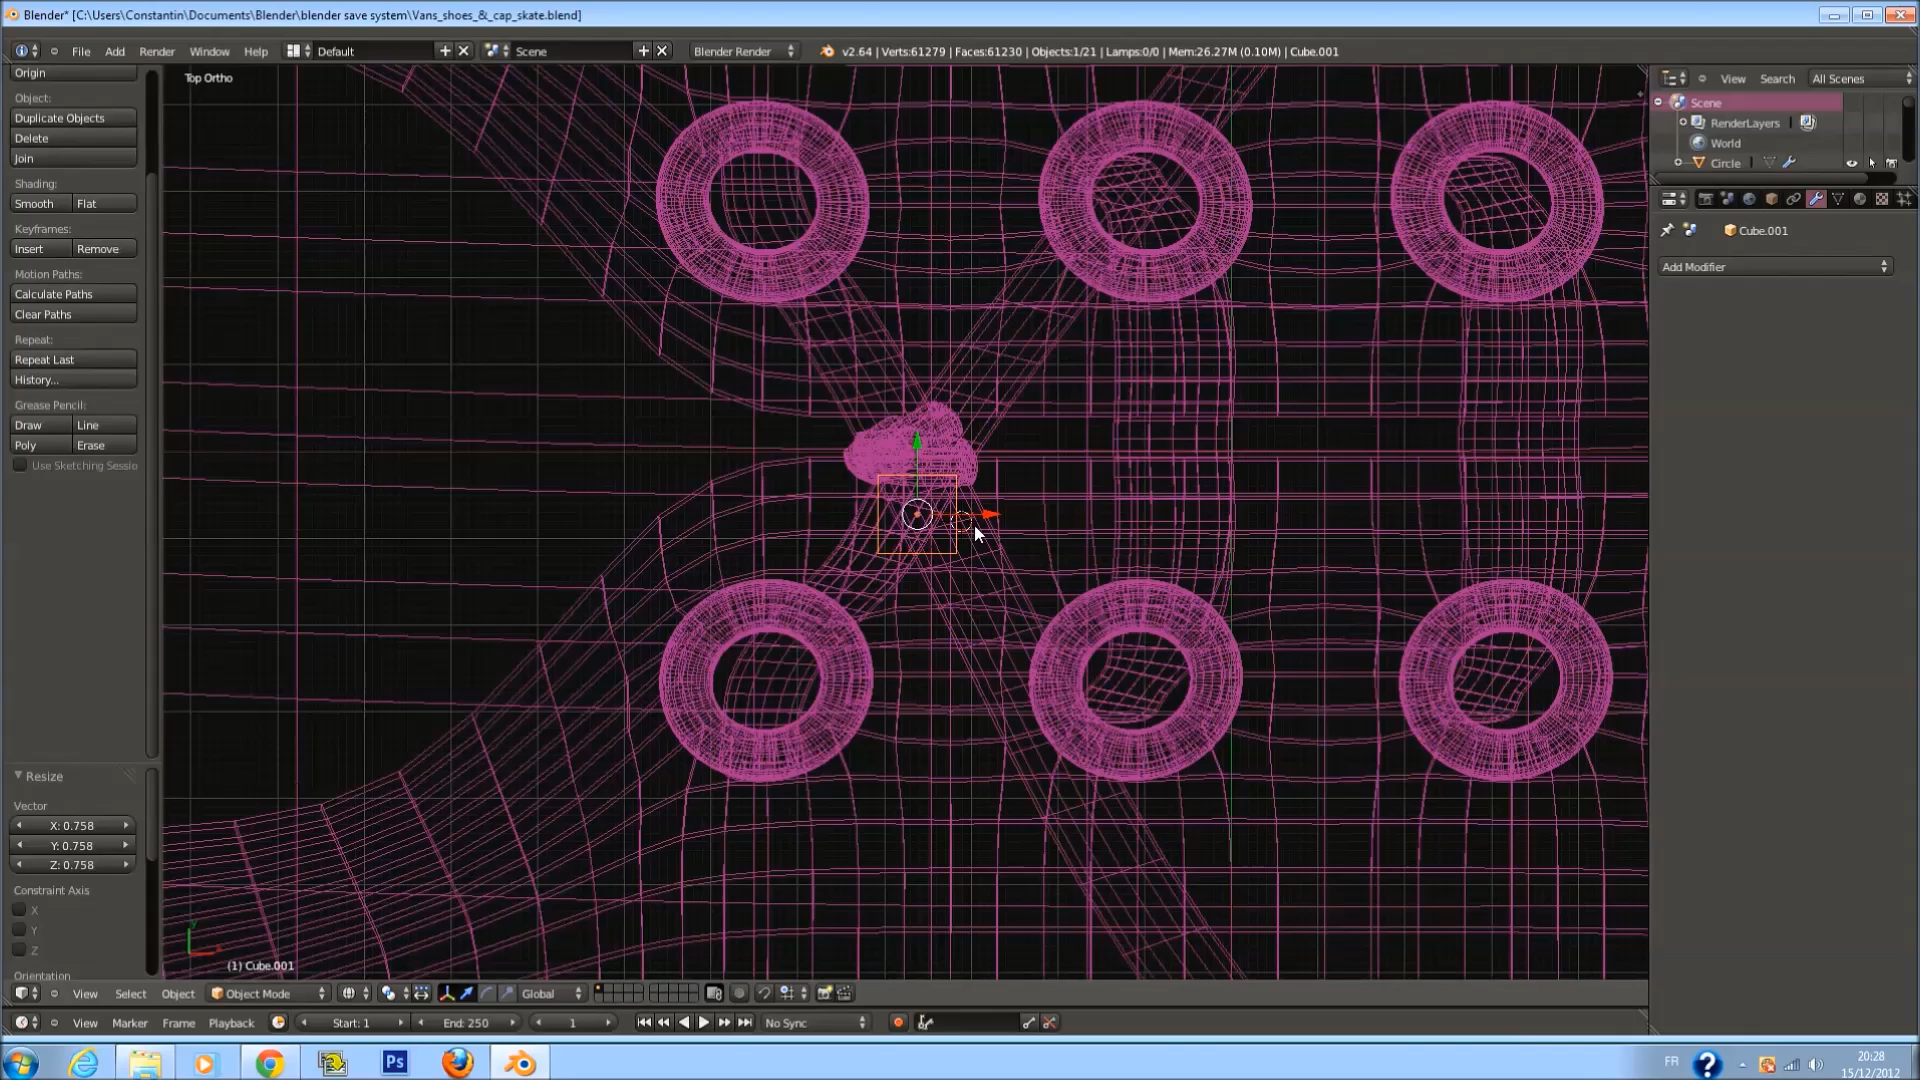 Blender* [C:\Users\Constantin\Documents\Blender\blender save system\Vans_shoes_&_cap_skate.blend]
File Add Render Window Help Default Scene Blender Render v2.64 | Verts:61279 | Faces:61230 | Objects:1/21 | Lamps:0/0 | Mem:26.27M (0.10M) | Cube.001
Origin
Object:
Duplicate Objects
Delete
Join
Shading:
Smooth Flat
Keyframes:
Insert Remove
Motion Paths:
Calculate Paths
Clear Paths
Repeat:
Repeat Last
History...
Grease Pencil:
Draw Line
Poly Erase
Use Sketching Sessio
Resize
Vector
X: 0.758
Y: 0.758
Z: 0.758
Constraint Axis
X
Y
Z
Orientation
Top Ortho
(1) Cube.001
View Search All Scenes
Scene
RenderLayers
World
Circle
Cube.001
Add Modifier
View Select Object Object Mode Global
View Marker Frame Playback Start: 1 End: 250 1 No Sync
Ps
FR
20:28
15/12/2012